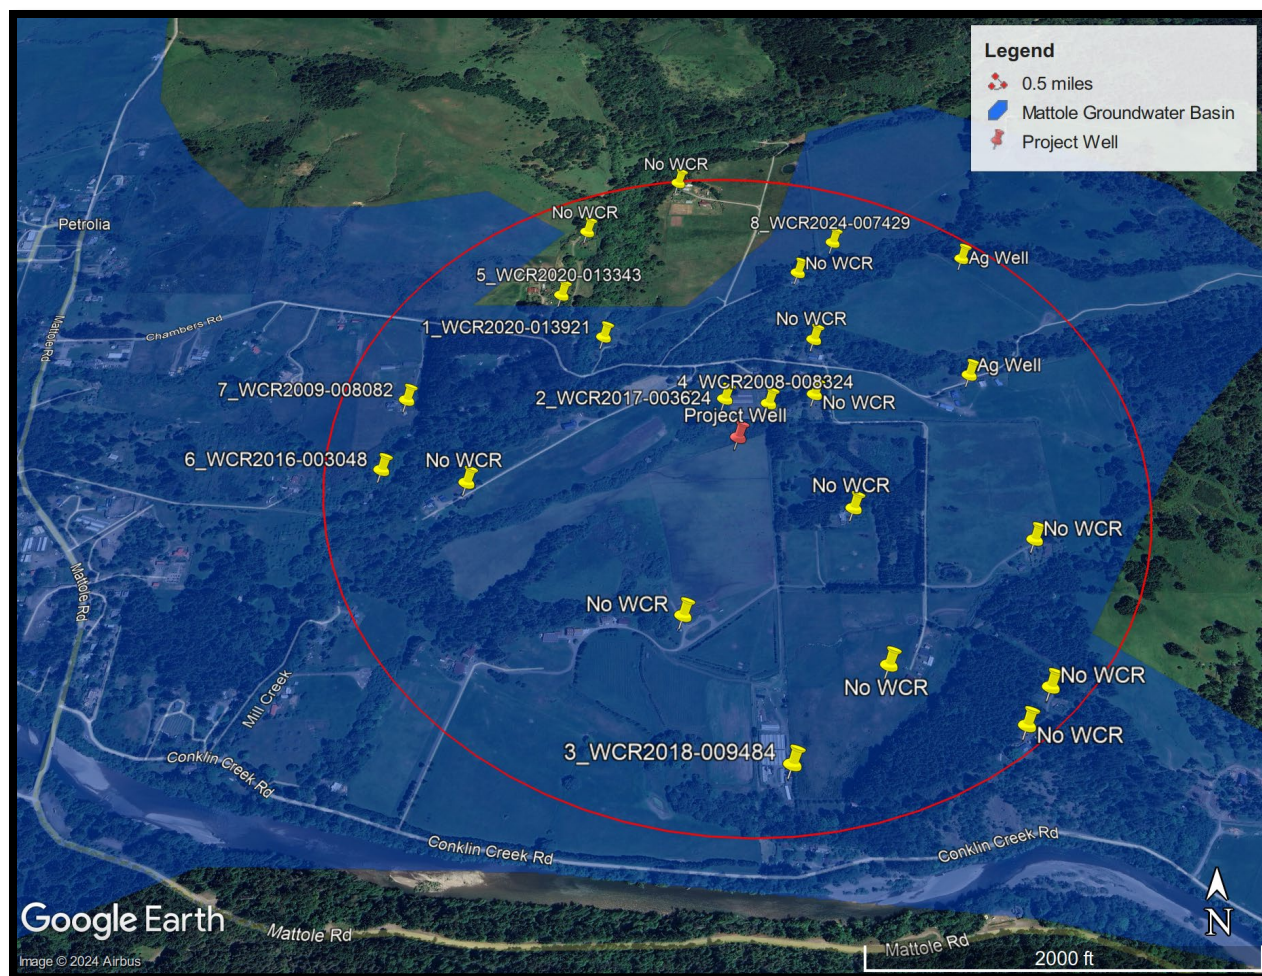 Legend
0.5 miles
Mattole Groundwater Basin
Project Well
No WCR
No WCR
Petrolia
8_WCR2024-007429
Ag Well
No WCR
5_WCR2020-013343
Mattole Rd
Chambers Rd
1_WCR2020-013921
No WCR
Ag Well
7_WCR2009-008082
4_WCR2008-008324
2_WCR2017-003624
No WCR
Project Well
6_WCR2016-003048
No WCR
No WCR
No WCR
Mattole Rd
No WCR
Mill Creek
No WCR
No WCR
No WCR
3_WCR2018-009484
Conklin Creek Rd
Conklin Creek Rd
Conklin Creek Rd
Google Earth
Mattole Rd
Mattole Rd
N
Image © 2024 Airbus
2000 ft